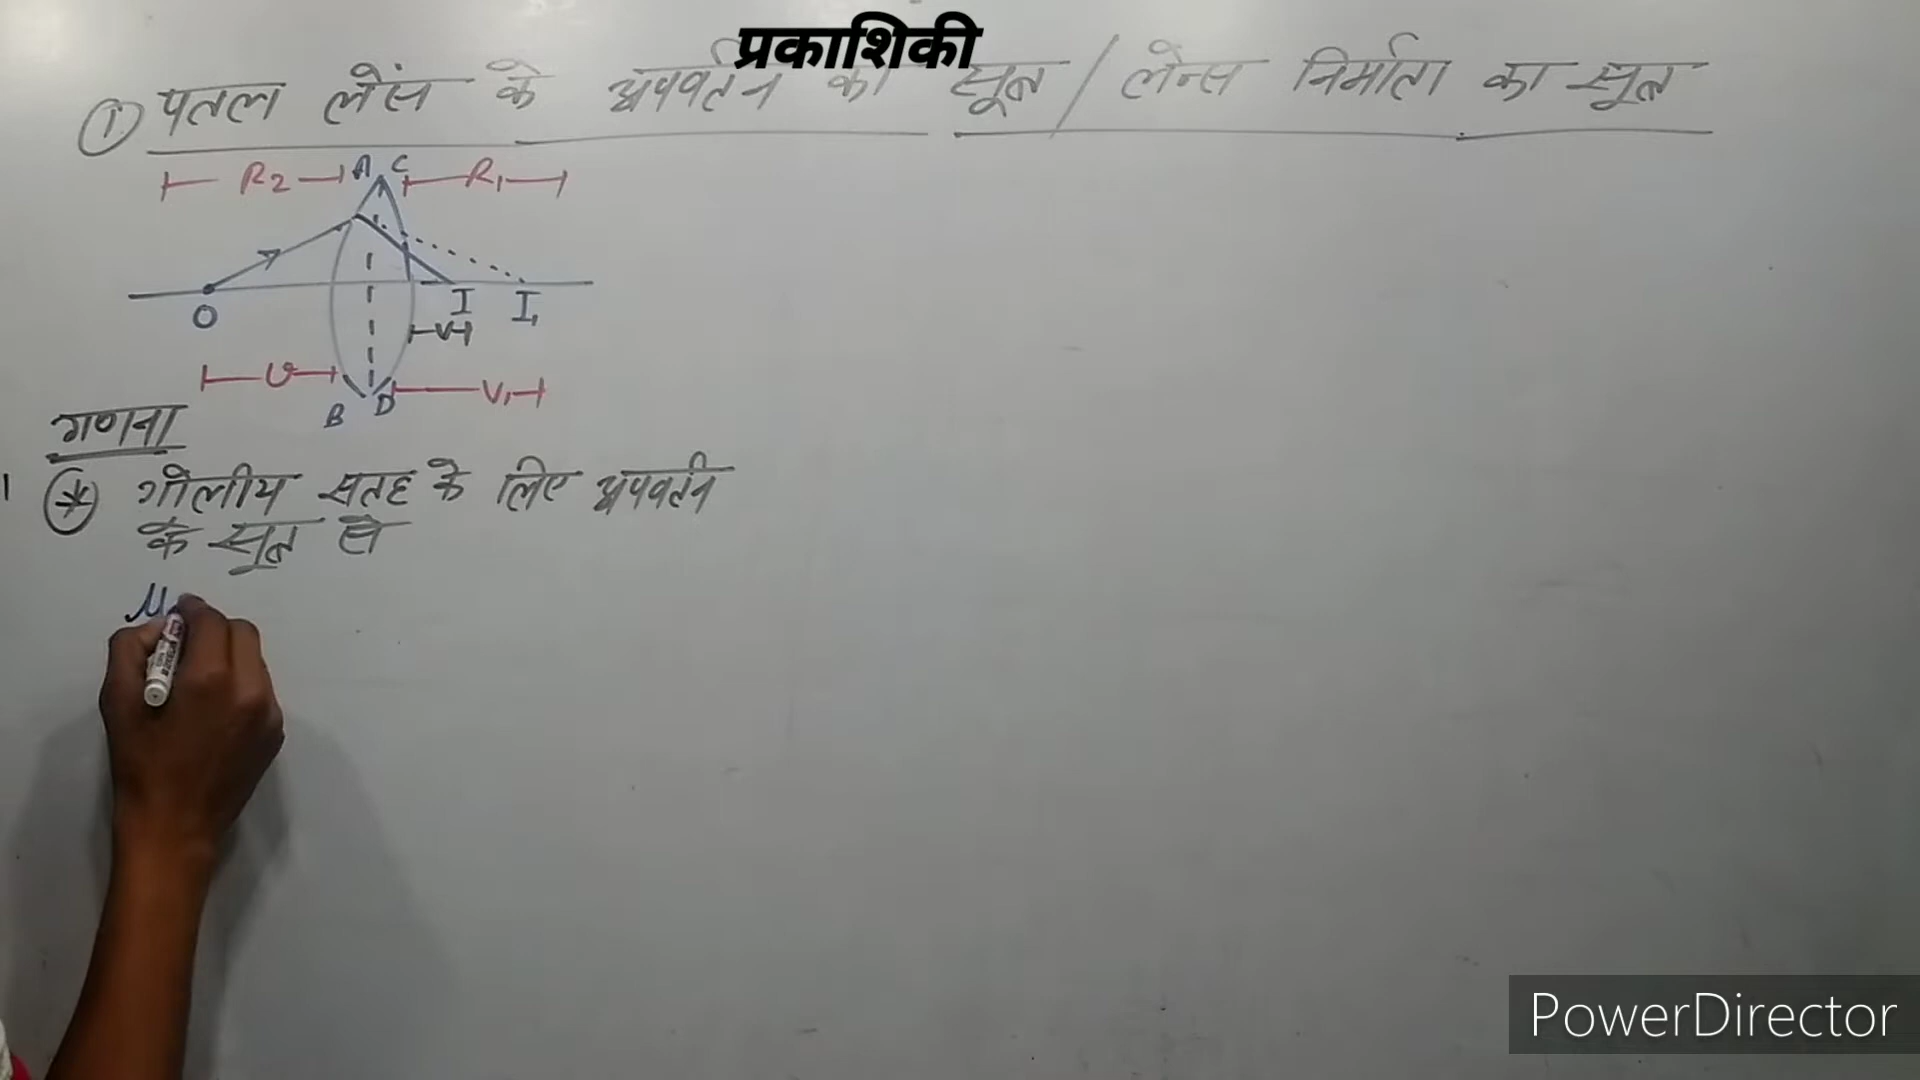 प्रकाशिकी
① पतल लेंस के अपवर्तन का सूत्र / लेन्स निर्माता का सूत्र
R2 A C R1
O I I1
V
U V1
B D
गणना
* गोलीय सतह के लिए अपवर्तन
के सूत्र से
μ
PowerDirector